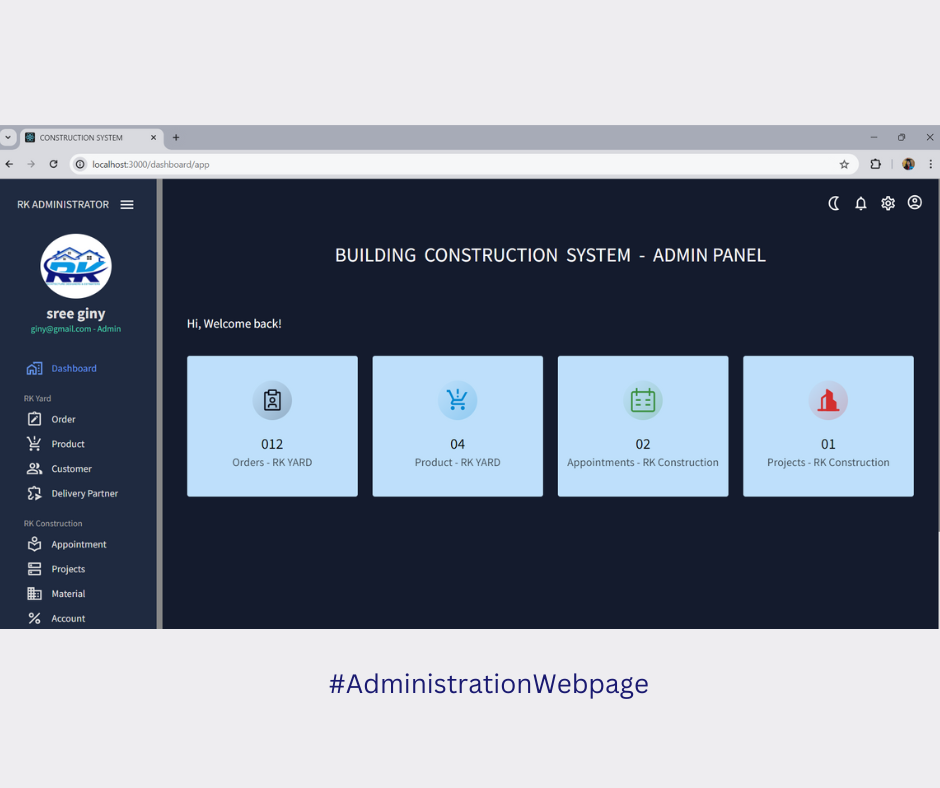 CONSTRUCTION SYSTEM
localhost:3000/dashboard/app
RK ADMINISTRATOR
RK
sree giny
giny@gmail.com - Admin
Dashboard
RK Yard
Order
Product
Customer
Delivery Partner
RK Construction
Appointment
Projects
Material
Account
BUILDING CONSTRUCTION SYSTEM - ADMIN PANEL
Hi, Welcome back!
012
Orders - RK YARD
04
Product - RK YARD
02
Appointments - RK Construction
01
Projects - RK Construction
#AdministrationWebpage